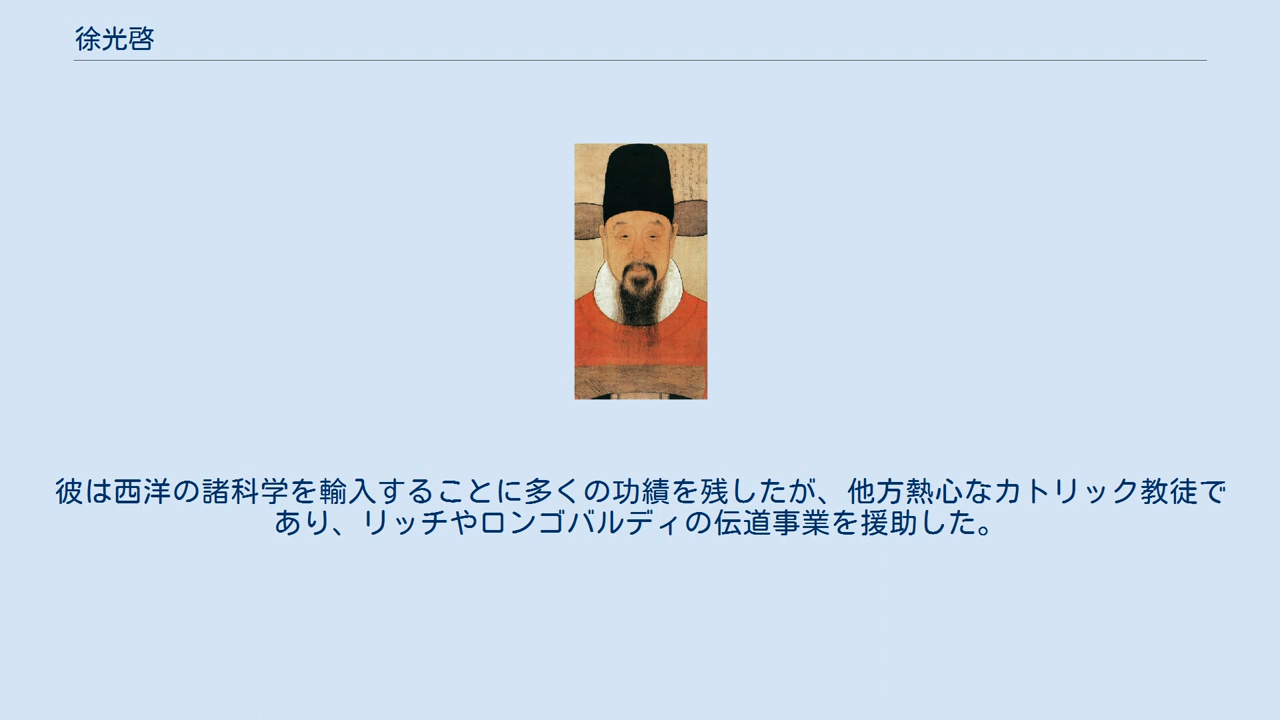 徐光啓
彼は西洋の諸科学を輸入することに多くの功績を残したが、他方熱心なカトリック教徒で
あり、リッチやロンゴバルディの伝道事業を援助した。